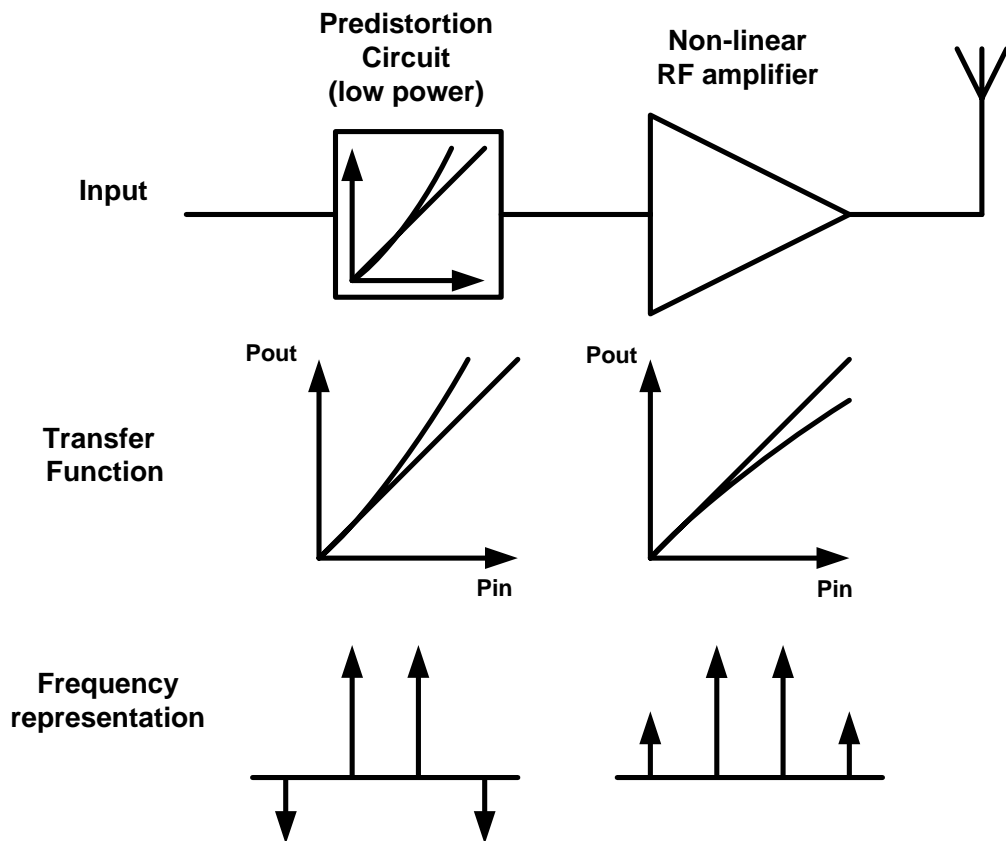 Predistortion
Circuit
(low power)
Non-linear
RF amplifier
Input
Pout
Pout
Transfer
Function
Pin
Pin
Frequency
representation